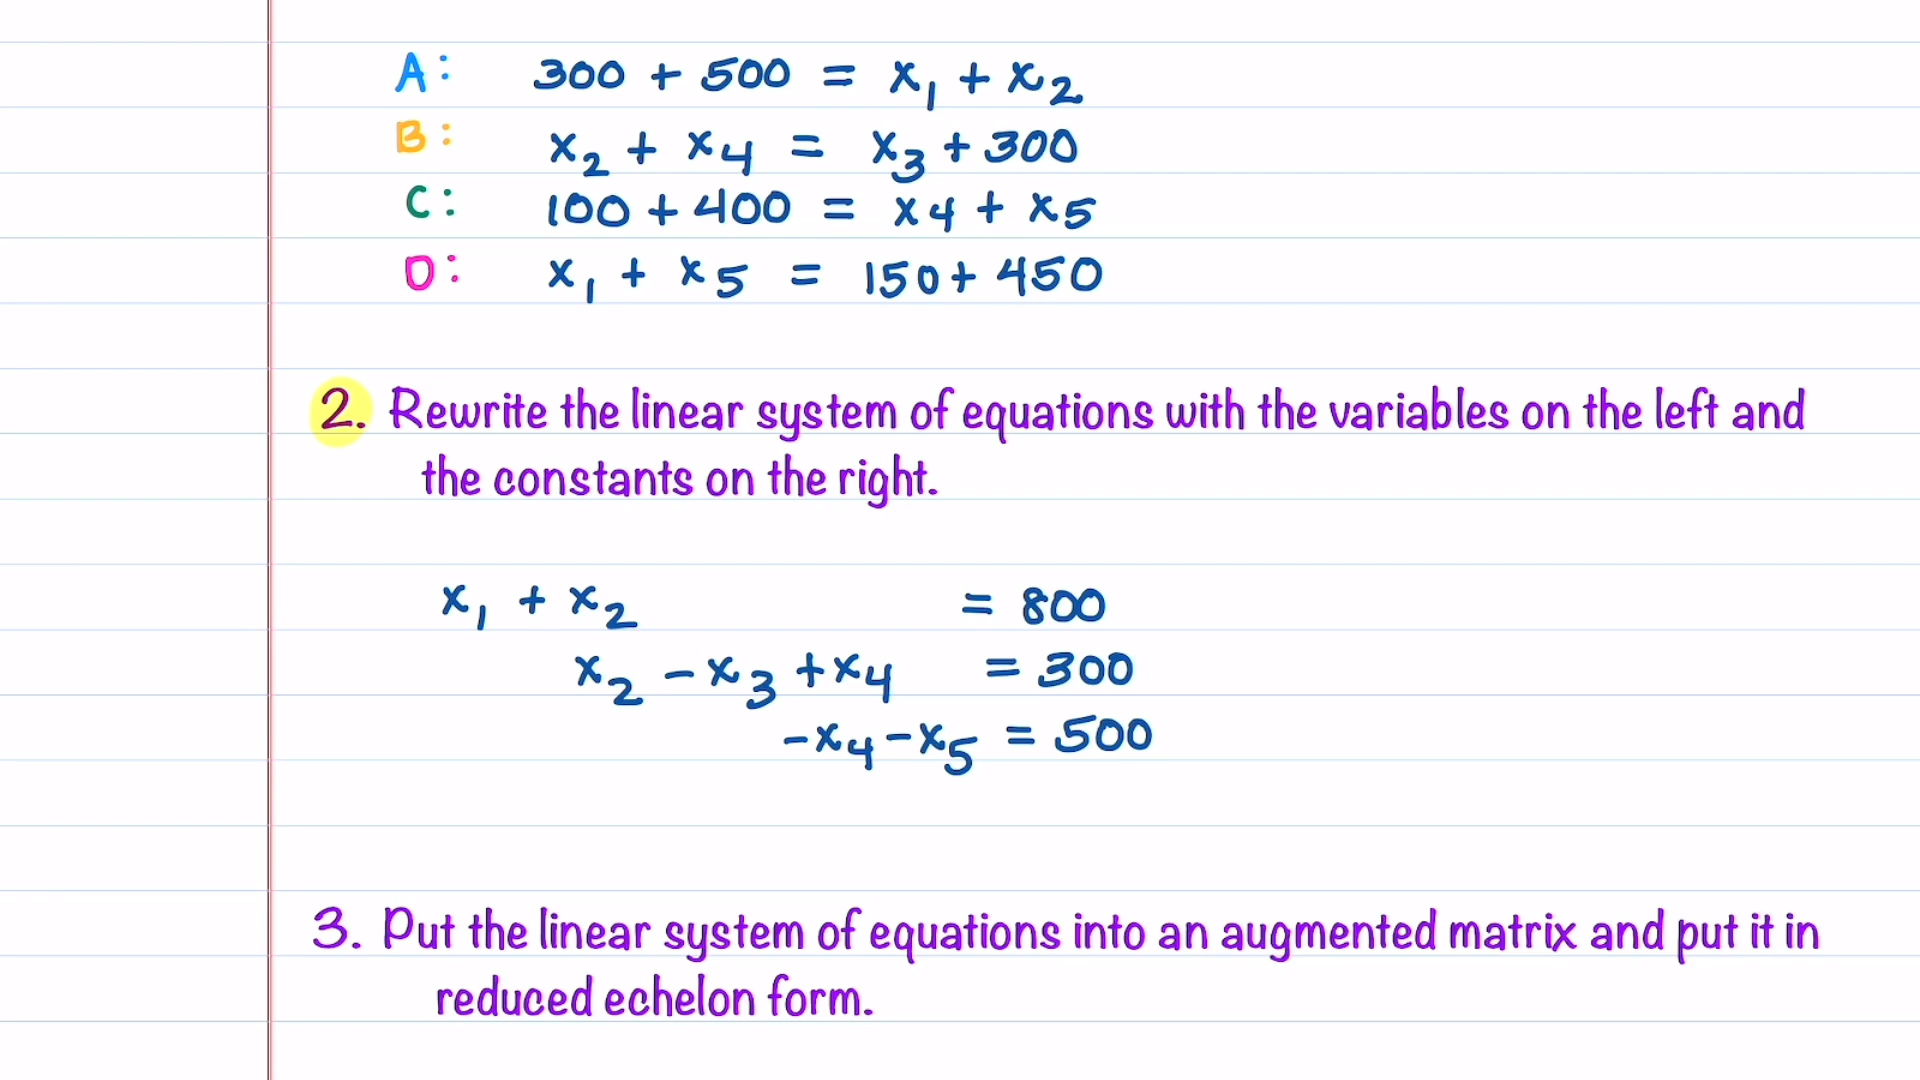 A: 300 + 500 = x₁ + x₂
B: x₂ + x₄ = x₃ + 300
C: 100 + 400 = x₄ + x₅
D: x₁ + x₅ = 150 + 450
2. Rewrite the linear system of equations with the variables on the left and
the constants on the right.
x₁ + x₂ = 800
x₂ - x₃ + x₄ = 300
-x₄ - x₅ = 500
3. Put the linear system of equations into an augmented matrix and put it in
reduced echelon form.